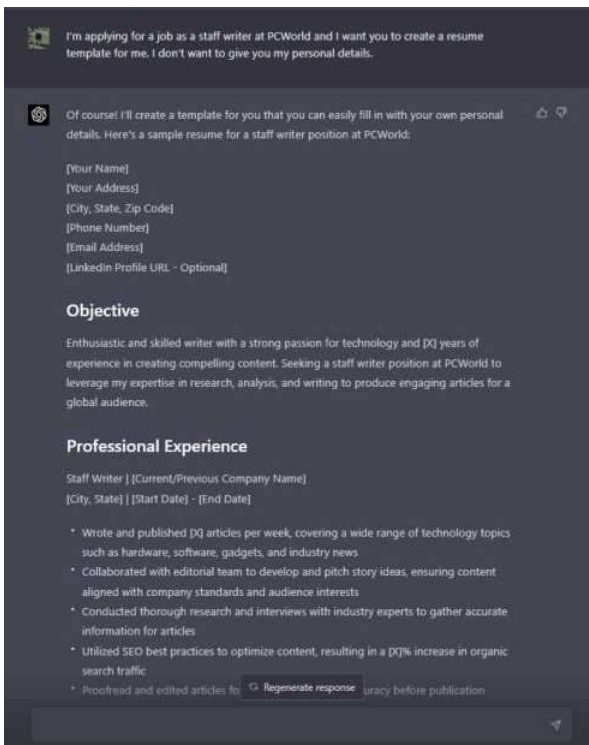 I'm applying for a job as a staff writer at PCWorld and I want you to create a resume
template for me. I don't want to give you my personal details.
Of course! I'll create a template for you that you can easily fill in with your own personal
details. Here's a sample resume for a staff writer position at PCWorld:
[Your Name]
[Your Address]
[City, State, Zip Code]
[Phone Number]
[Email Address]
[LinkedIn Profile URL - Optional]
Objective
Enthusiastic and skilled writer with a strong passion for technology and [X] years of
experience in creating compelling content. Seeking a staff writer position at PCWorld to
leverage my expertise in research, analysis, and writing to produce engaging articles for a
global audience.
Professional Experience
Staff Writer | [Current/Previous Company Name]
[City, State] | [Start Date] - [End Date]
• Wrote and published [X] articles per week, covering a wide range of technology topics
such as hardware, software, gadgets, and industry news
• Collaborated with editorial team to develop and pitch story ideas, ensuring content
aligned with company standards and audience interests
• Conducted thorough research and interviews with industry experts to gather accurate
information for articles
• Utilized SEO best practices to optimize content, resulting in a [X]% increase in organic
search traffic
• Proofread and edited articles before publication
Regenerate response